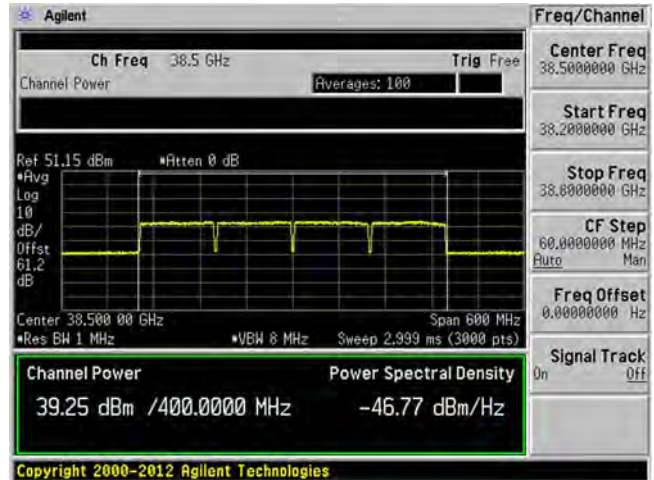 Agilent
Freq/Channel
Ch Freq 38.5 GHz Trig Free
Channel Power Averages: 100
Center Freq
38.5000000 GHz
Start Freq
38.2000000 GHz
Stop Freq
38.8000000 GHz
CF Step
60.0000000 MHz
Auto Man
Freq Offset
0.00000000 Hz
Signal Track
On Off
Ref 51.15 dBm *Atten 0 dB
*Avg
Log
10
dB/
Offst
61.2
dB
Center 38.500 00 GHz Span 600 MHz
*Res BW 1 MHz *VBW 8 MHz Sweep 2.999 ms (3000 pts)
Channel Power Power Spectral Density
39.25 dBm /400.0000 MHz -46.77 dBm/Hz
Copyright 2000-2012 Agilent Technologies